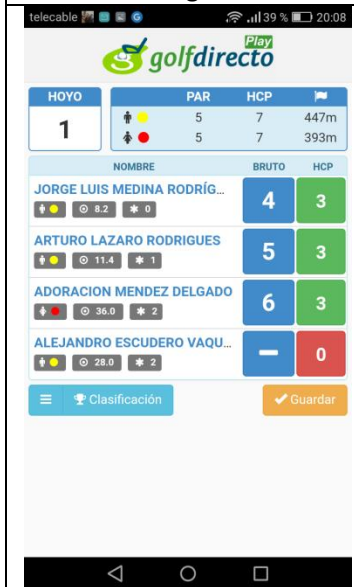 telecable 39 % 20:08
golfdirecto Play
HOYO PAR HCP
1
5 7 447m
5 7 393m
NOMBRE BRUTO HCP
JORGE LUIS MEDINA RODRÍG... 4 3
8.2 0
ARTURO LAZARO RODRIGUES 5 3
11.4 1
ADORACION MENDEZ DELGADO 6 3
36.0 2
ALEJANDRO ESCUDERO VAQU... – 0
28.0 2
Clasificación Guardar